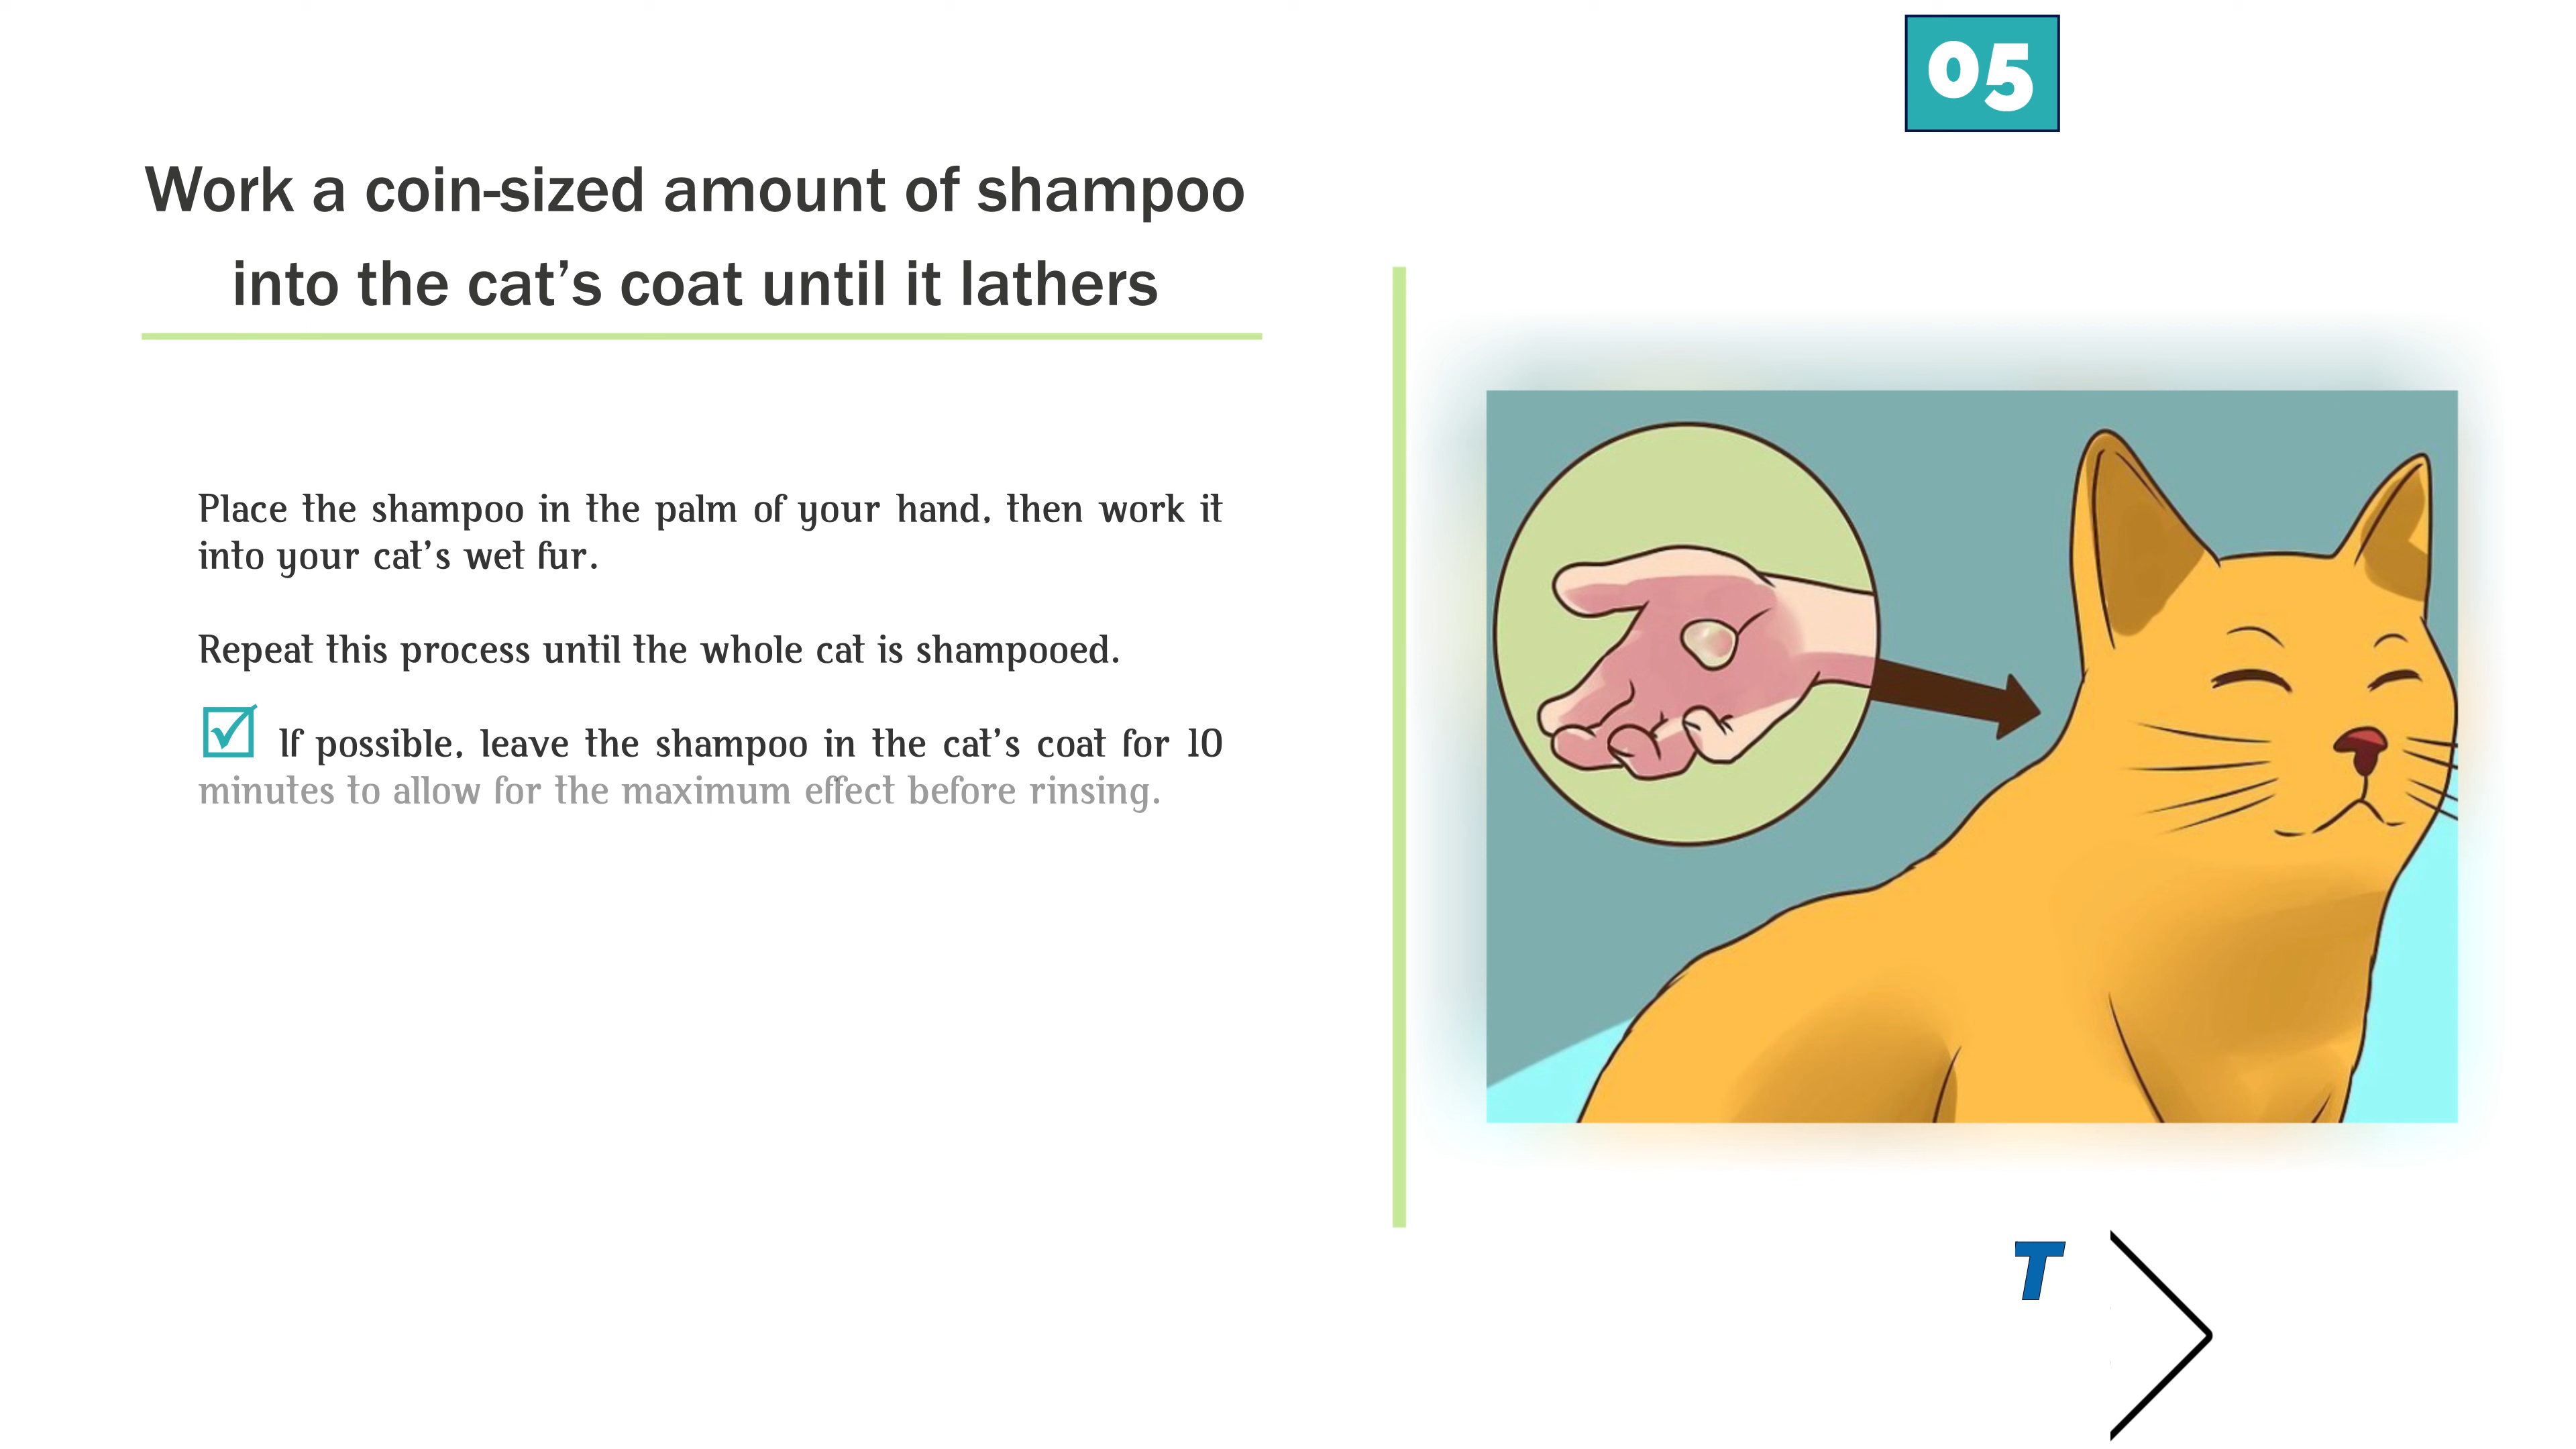 05
Work a coin-sized amount of shampoo
into the cat’s coat until it lathers
Place the shampoo in the palm of your hand, then work it
into your cat’s wet fur.
Repeat this process until the whole cat is shampooed.
If possible, leave the shampoo in the cat’s coat for 10
minutes to allow for the maximum effect before rinsing.
T